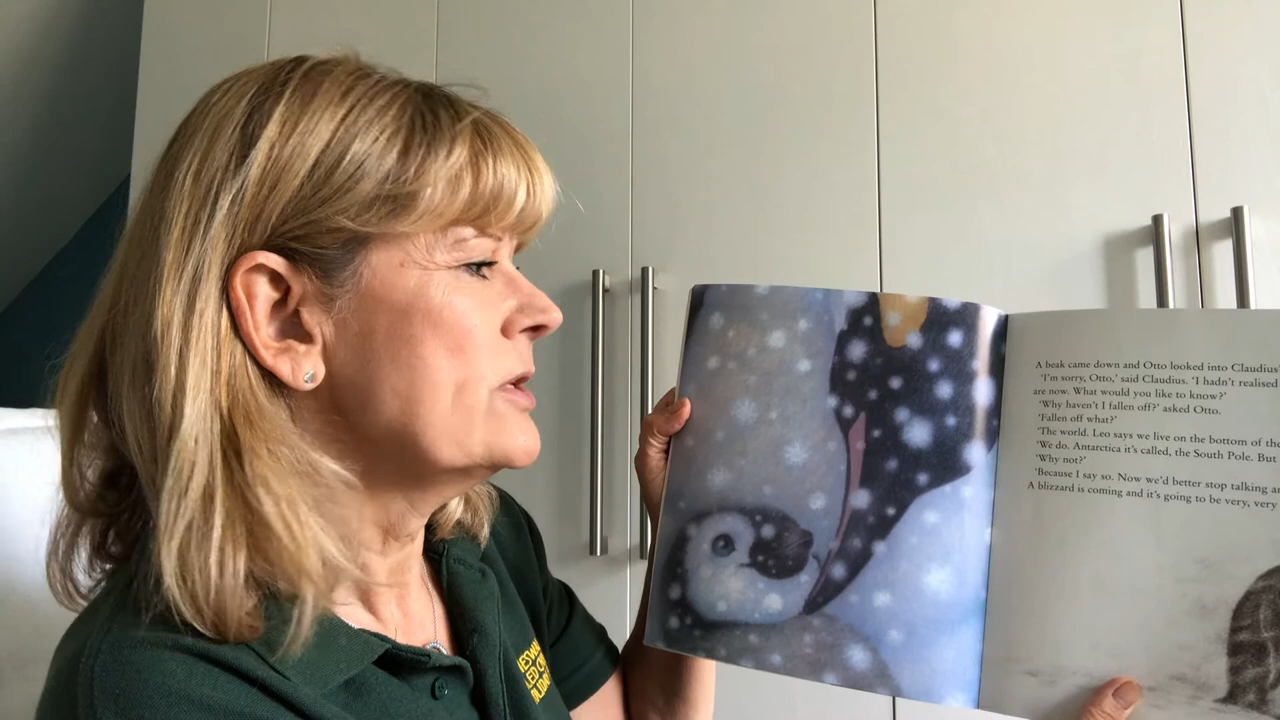 A beak came down and Otto looked into Claudius'
'I'm sorry, Otto,' said Claudius. 'I hadn't realised
are now. What would you like to know?'
'Why haven't I fallen off?' asked Otto.
'Fallen off what?'
'The world. Leo says we live on the bottom of the
'We do. Antarctica it's called, the South Pole. But
'Why not?'
'Because I say so. Now we'd better stop talking
A blizzard is coming and it's going to be very, very